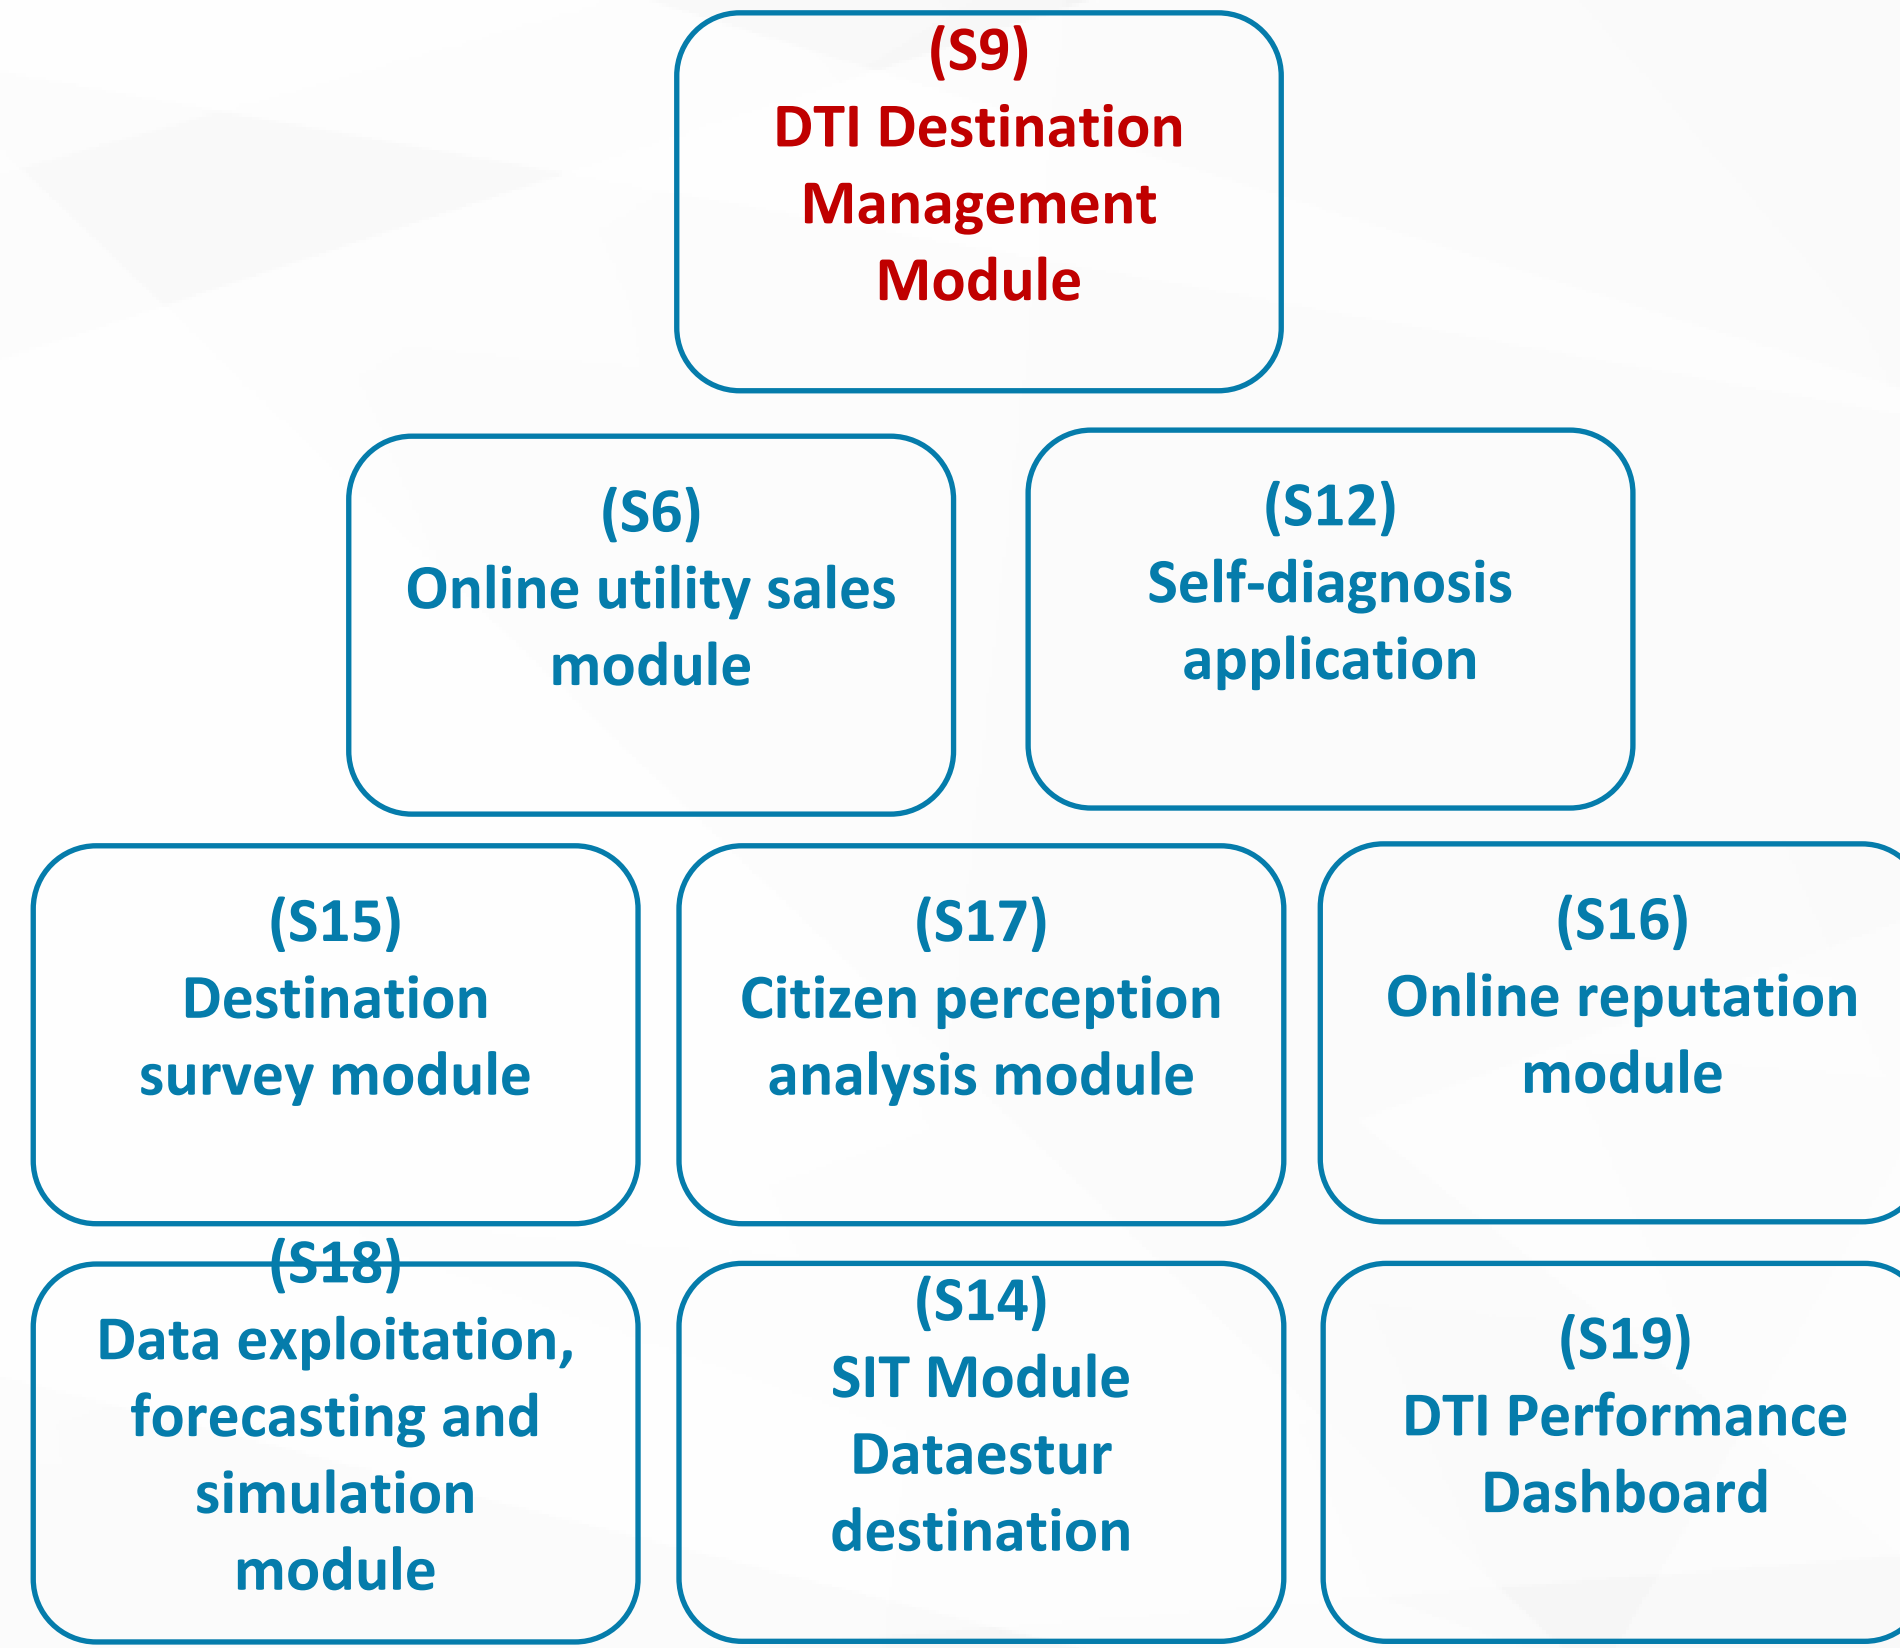 (S9)
DTI Destination
Management
Module
(S6)
Online utility sales
module
(S12)
Self-diagnosis
application
(S15)
Destination
survey module
(S17)
Citizen perception
analysis module
(S16)
Online reputation
module
(S18)
Data exploitation,
forecasting and
simulation
module
(S14)
SIT Module
Dataestur
destination
(S19)
DTI Performance
Dashboard